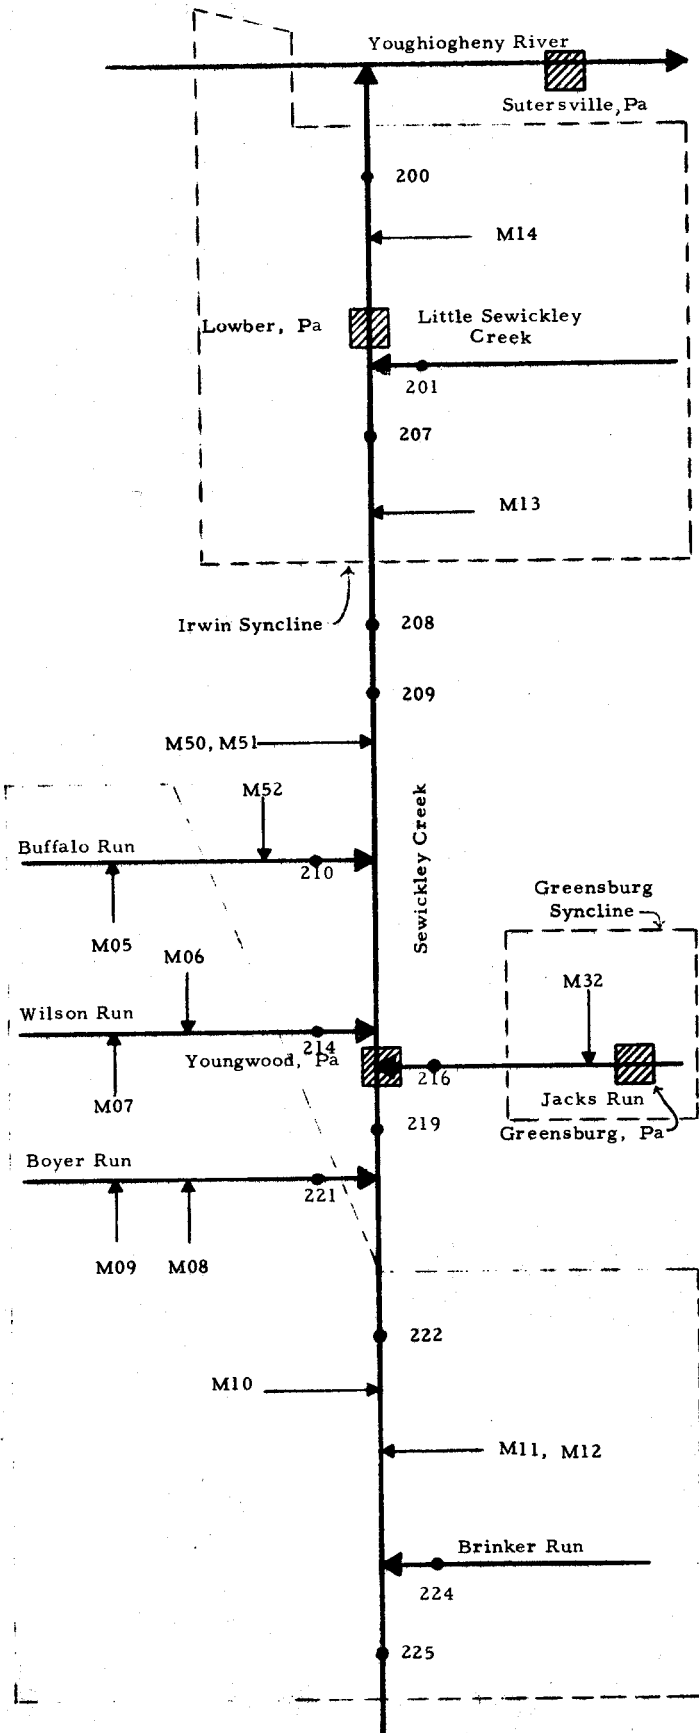 Youghiogheny River
Sutersville, Pa
200
M14
Lowber, Pa
Little Sewickley
Creek
201
207
M13
Irwin Syncline
208
209
M50, M51
M52
Sewickley Creek
Buffalo Run
210
Greensburg
Syncline
M05
M06
M32
Wilson Run
214
Youngwood, Pa
216
M07
Jacks Run
219
Greensburg, Pa
Boyer Run
221
M09
M08
222
M10
M11, M12
Brinker Run
224
225